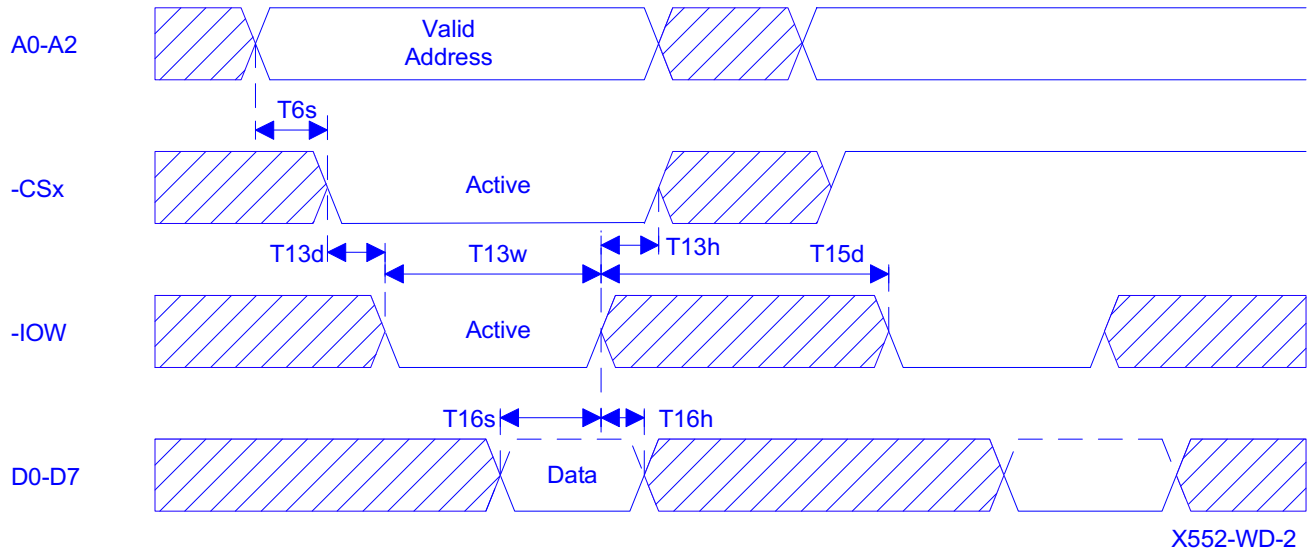 A0-A2
Valid
Address
T6s
-CSx
Active
T13d
T13w
T13h
T15d
-IOW
Active
T16s
T16h
D0-D7
Data
X552-WD-2